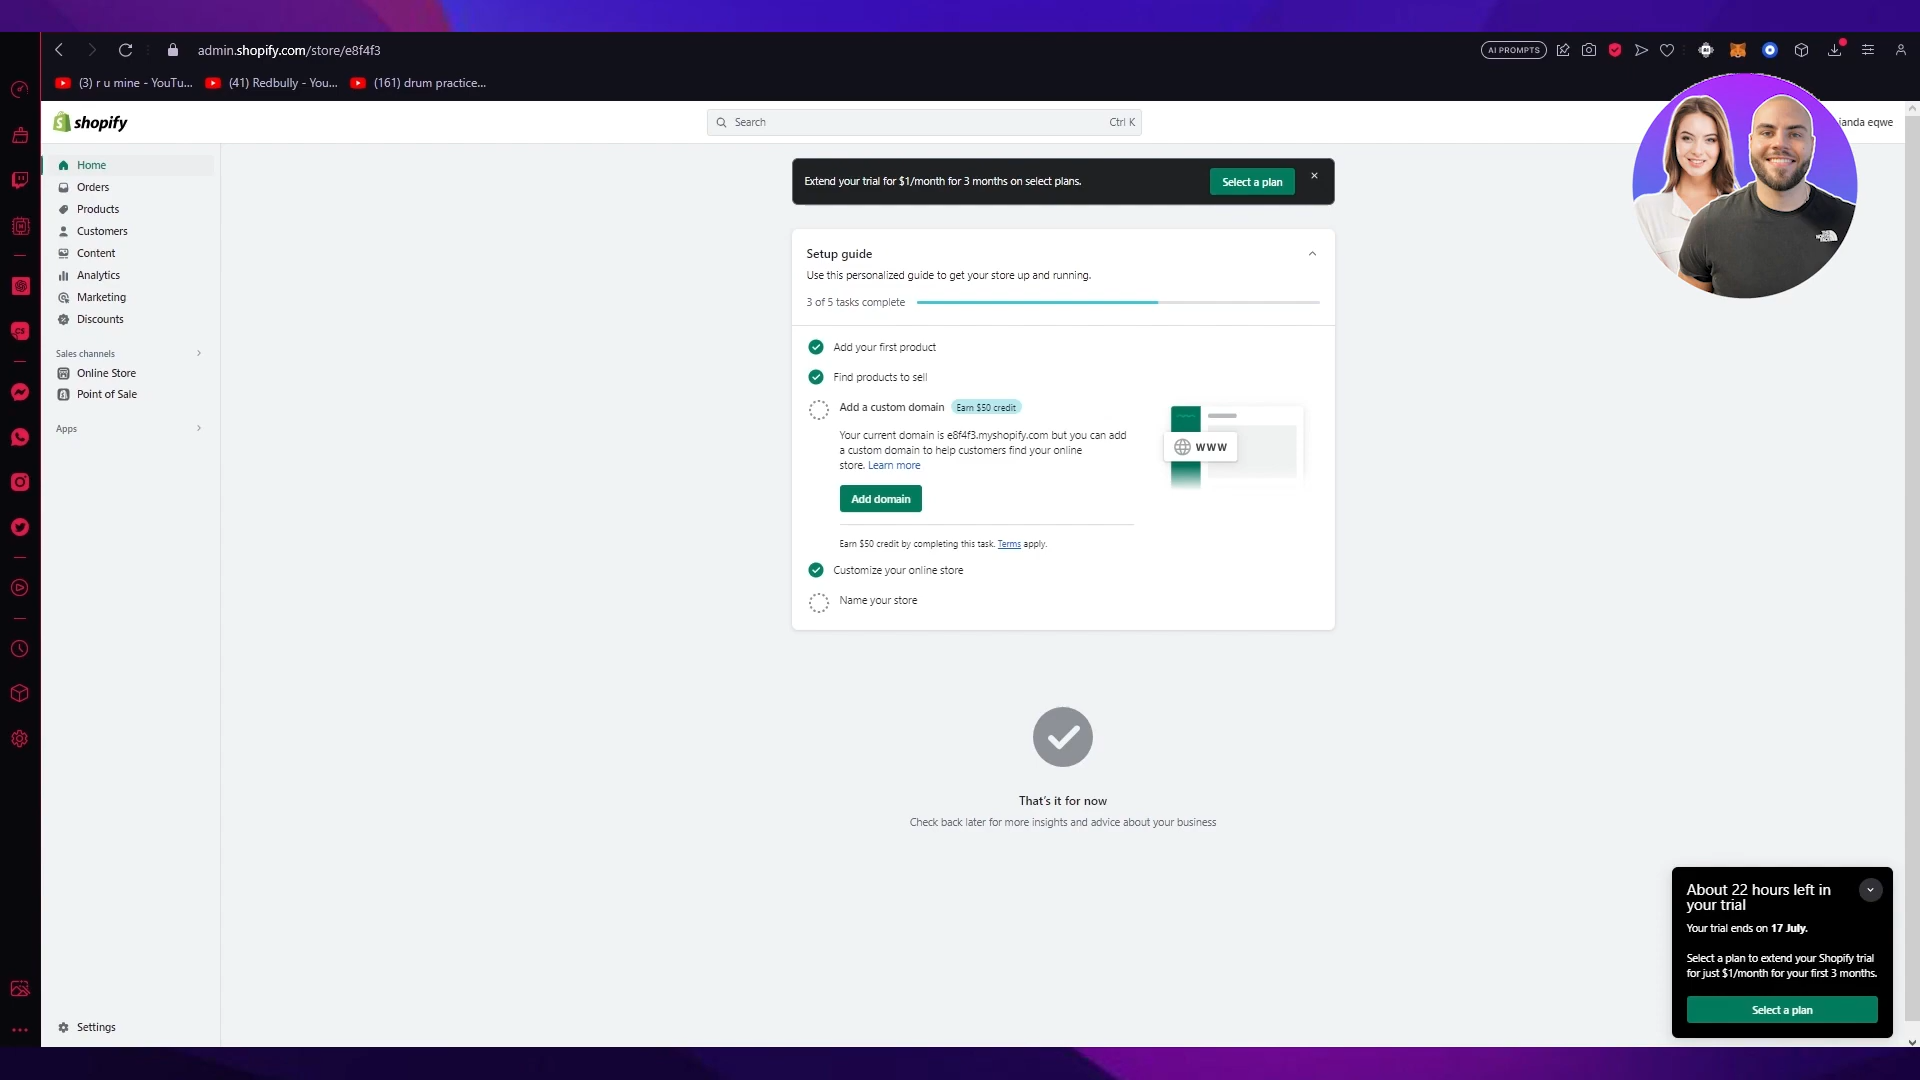 admin.shopify.com/store/e8f4f3
AI PROMPTS
(3) r u mine - YouTu...
(41) Redbully - You...
(161) drum practice...
shopify
Search
Ctrl K
ianda eqwe
Home
Orders
Products
Customers
Content
Analytics
Marketing
Discounts
Sales channels
Online Store
Point of Sale
Apps
Settings
Extend your trial for $1/month for 3 months on select plans.
Select a plan
Setup guide
Use this personalized guide to get your store up and running.
3 of 5 tasks complete
Add your first product
Find products to sell
Add a custom domain
Earn $50 credit
Your current domain is e8f4f3.myshopify.com but you can add
a custom domain to help customers find your online
store. Learn more
WWW
Add domain
Earn $50 credit by completing this task. Terms apply.
Customize your online store
Name your store
That's it for now
Check back later for more insights and advice about your business
About 22 hours left in
your trial
Your trial ends on 17 July.
Select a plan to extend your Shopify trial
for just $1/month for your first 3 months.
Select a plan